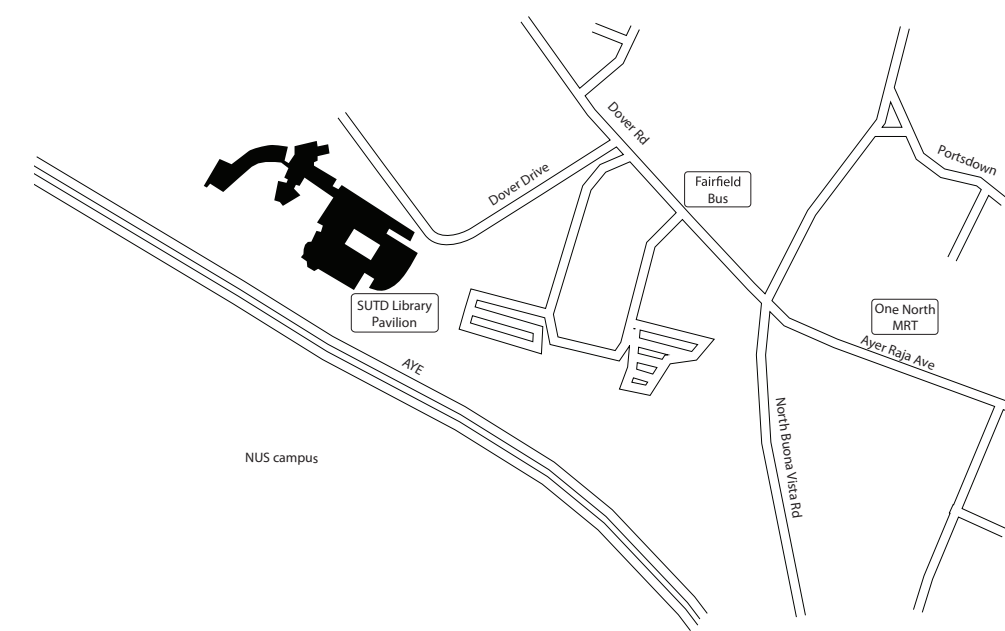 Dover Rd
Portsdown
Dover Drive
Fairfield
Bus
SUTD Library
Pavilion
One North
MRT
Ayer Raja Ave
AYE
North Buona Vista Rd
NUS campus